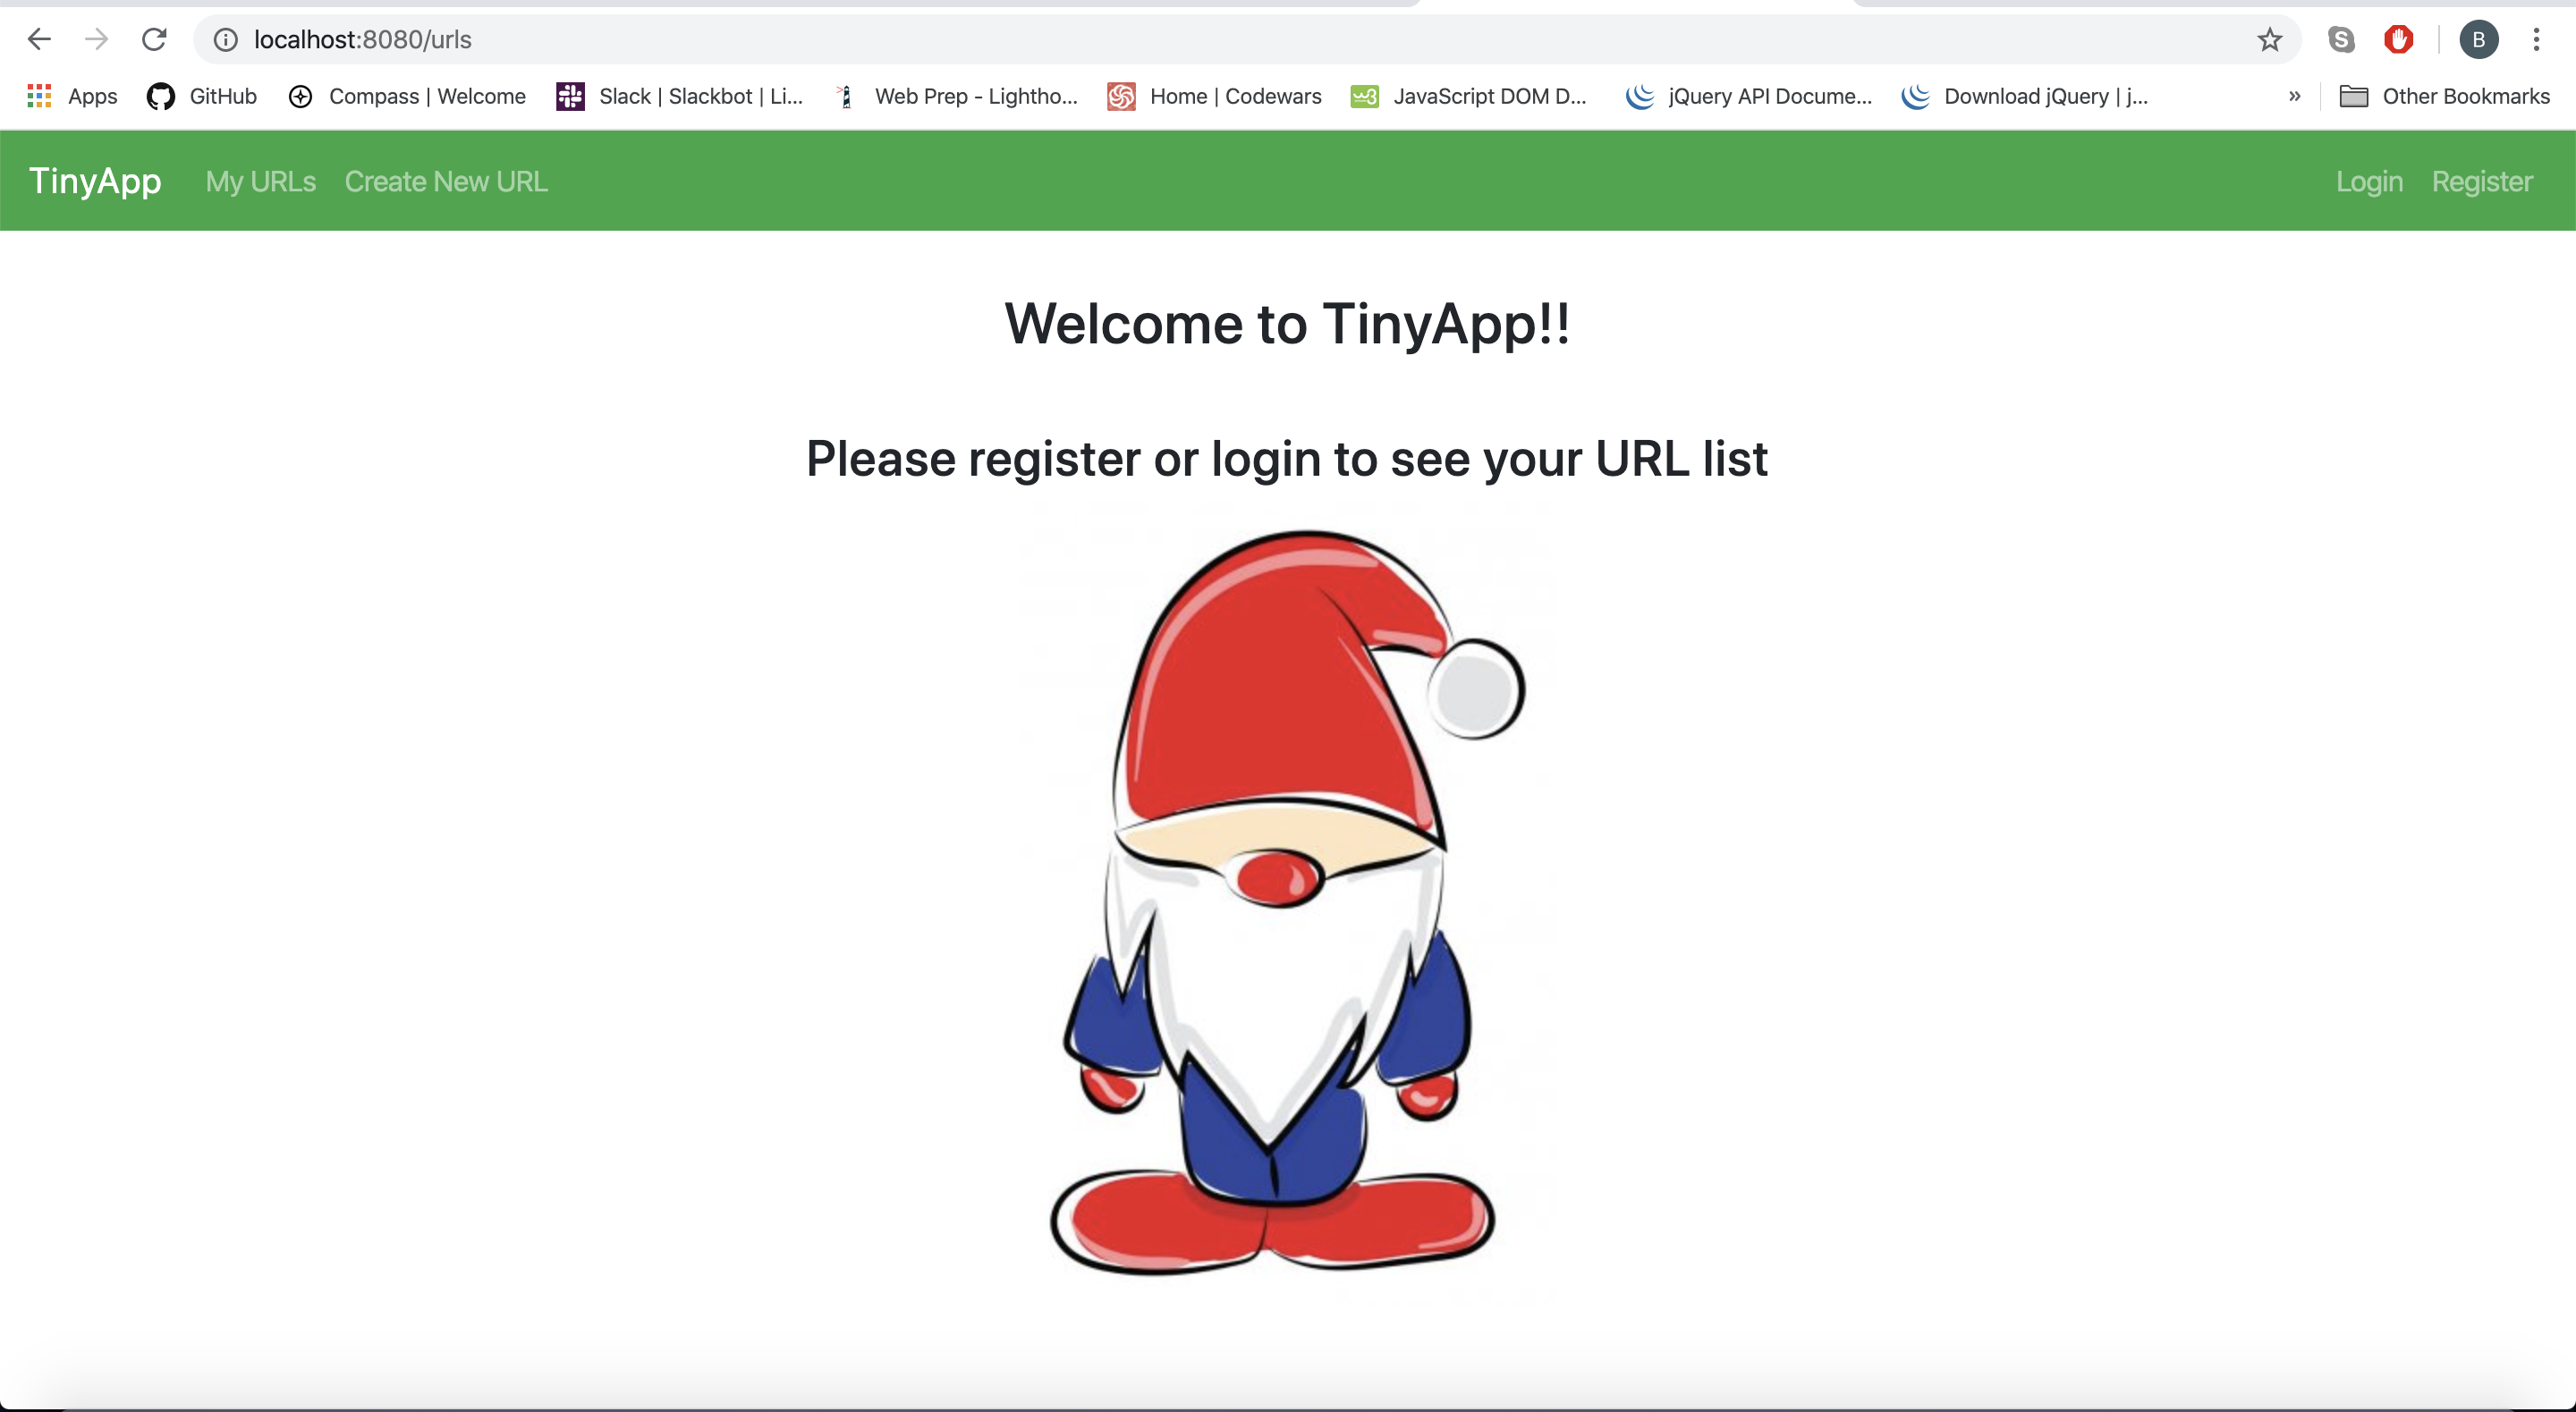 localhost:8080/urls
B
Apps GitHub Compass | Welcome Slack | Slackbot | Li... Web Prep - Lightho... Home | Codewars JavaScript DOM D... jQuery API Docume... Download jQuery | j... » Other Bookmarks
TinyApp My URLs Create New URL Login Register
Welcome to TinyApp!!
Please register or login to see your URL list